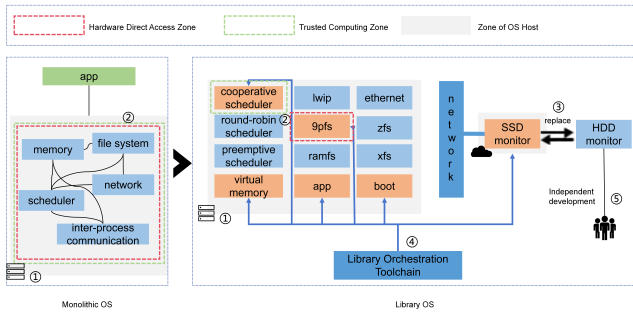 Hardware Direct Access Zone
Trusted Computing Zone
Zone of OS Host
app
②
memory
file system
network
scheduler
inter-process
communication
①
Monolithic OS
cooperative
scheduler
lwip
ethernet
round-robin
scheduler
②
9pfs
zfs
preemptive
scheduler
ramfs
xfs
virtual
memory
app
boot
①
n
e
t
w
o
r
k
SSD
monitor
③
replace
HDD
monitor
Independent
development
⑤
④
Library Orchestration
Toolchain
Library OS